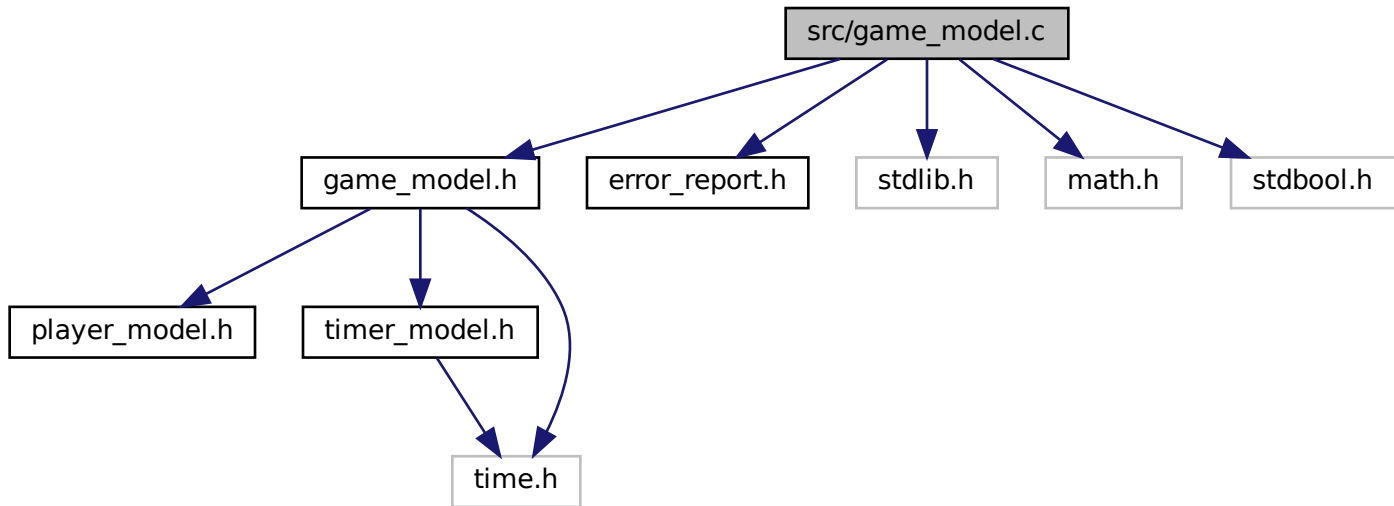 src/game_model.c
game_model.h
error_report.h
stdlib.h
math.h
stdbool.h
player_model.h
timer_model.h
time.h